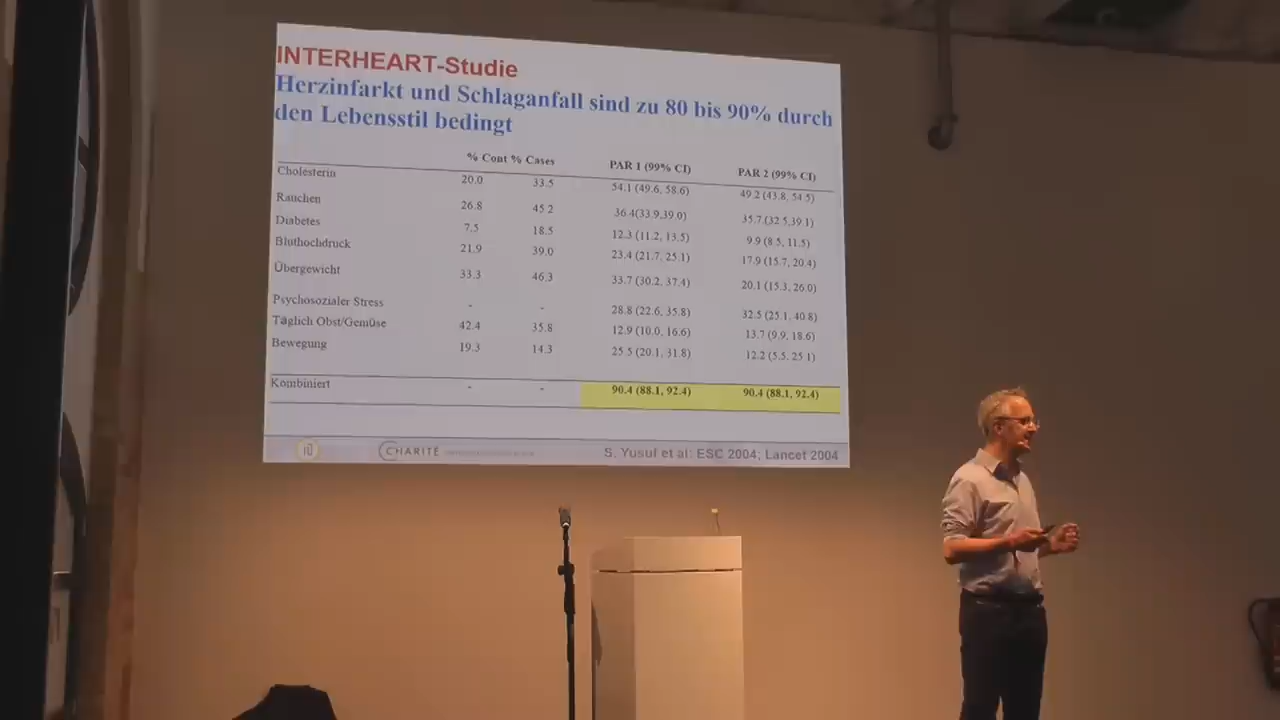 INTERHEART-Studie
Herzinfarkt und Schlaganfall sind zu 80 bis 90% durch
den Lebensstil bedingt
% Cont % Cases PAR 1 (99% CI) PAR 2 (99% CI)
Cholesterin 20.0 33.5 54.1 (49.6, 58.6) 49.2 (43.8, 54.5)
Rauchen 26.8 45.2 36.4(33.9,39.0) 35.7(32.5,39.1)
Diabetes 7.5 18.5 12.3 (11.2, 13.5) 9.9 (8.5, 11.5)
Bluthochdruck 21.9 39.0 23.4 (21.7, 25.1) 17.9 (15.7, 20.4)
Übergewicht 33.3 46.3 33.7 (30.2, 37.4) 20.1 (15.3, 26.0)
Psychosozialer Stress - - 28.8 (22.6, 35.8) 32.5 (25.1, 40.8)
Täglich Obst/Gemüse 42.4 35.8 12.9 (10.0, 16.6) 13.7 (9.9, 18.6)
Bewegung 19.3 14.3 25.5 (20.1, 31.8) 12.2 (5.5, 25.1)
Kombiniert - - 90.4 (88.1, 92.4) 90.4 (88.1, 92.4)
CHARITÉ
S. Yusuf et al: ESC 2004; Lancet 2004